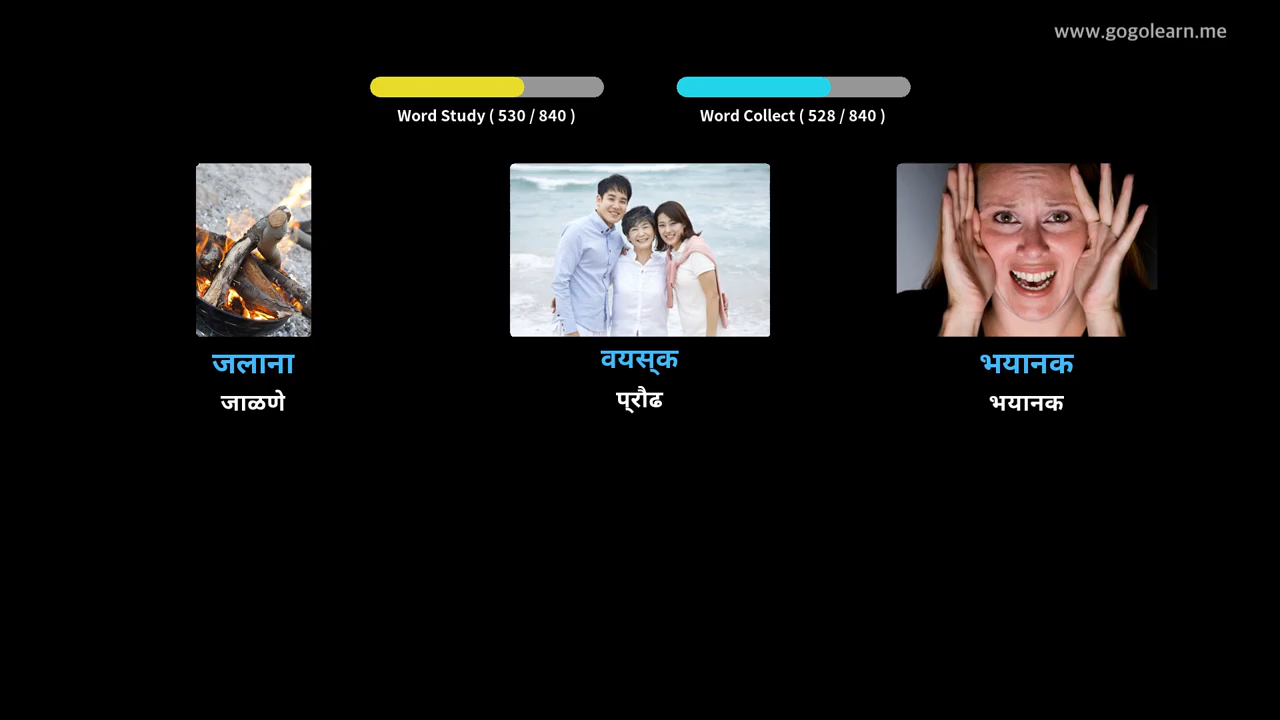 www.gogolearn.me
Word Study ( 530 / 840 )
Word Collect ( 528 / 840 )
जलाना
वयस्क
भयानक
जाळणे
प्रौढ
भयानक